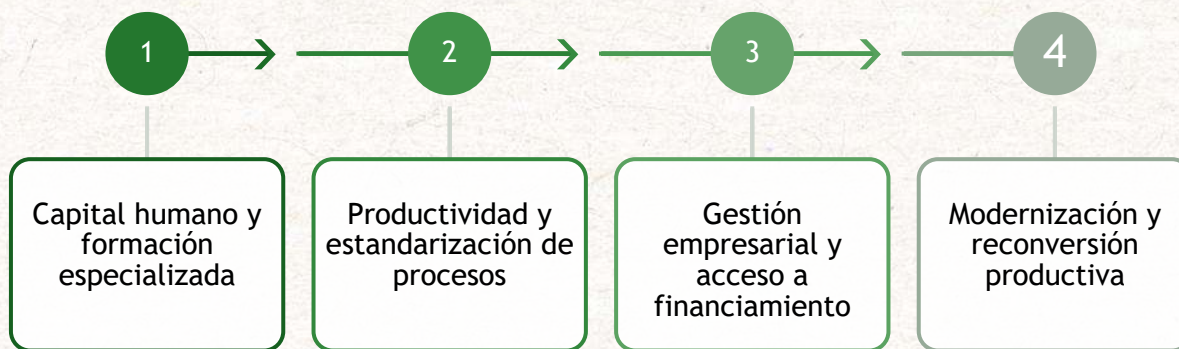 1
2
3
4
Capital humano y
formación
especializada
Productividad y
estandarización de
procesos
Gestión
empresarial y
acceso a
financiamiento
Modernización y
reconversión
productiva